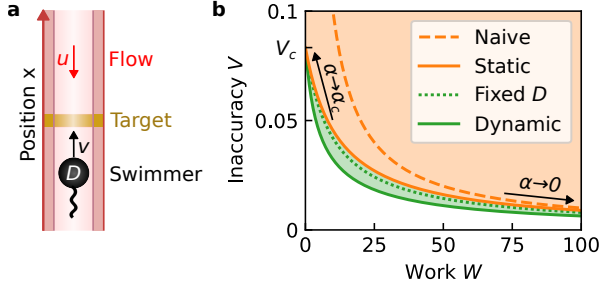 a
Position x
u
Flow
Target
v
D
Swimmer
b
Inaccuracy V
0.1
V_c
0.05
0
α→α_c
α→0
Naive
Static
Fixed D
Dynamic
0
25
50
75
100
Work W